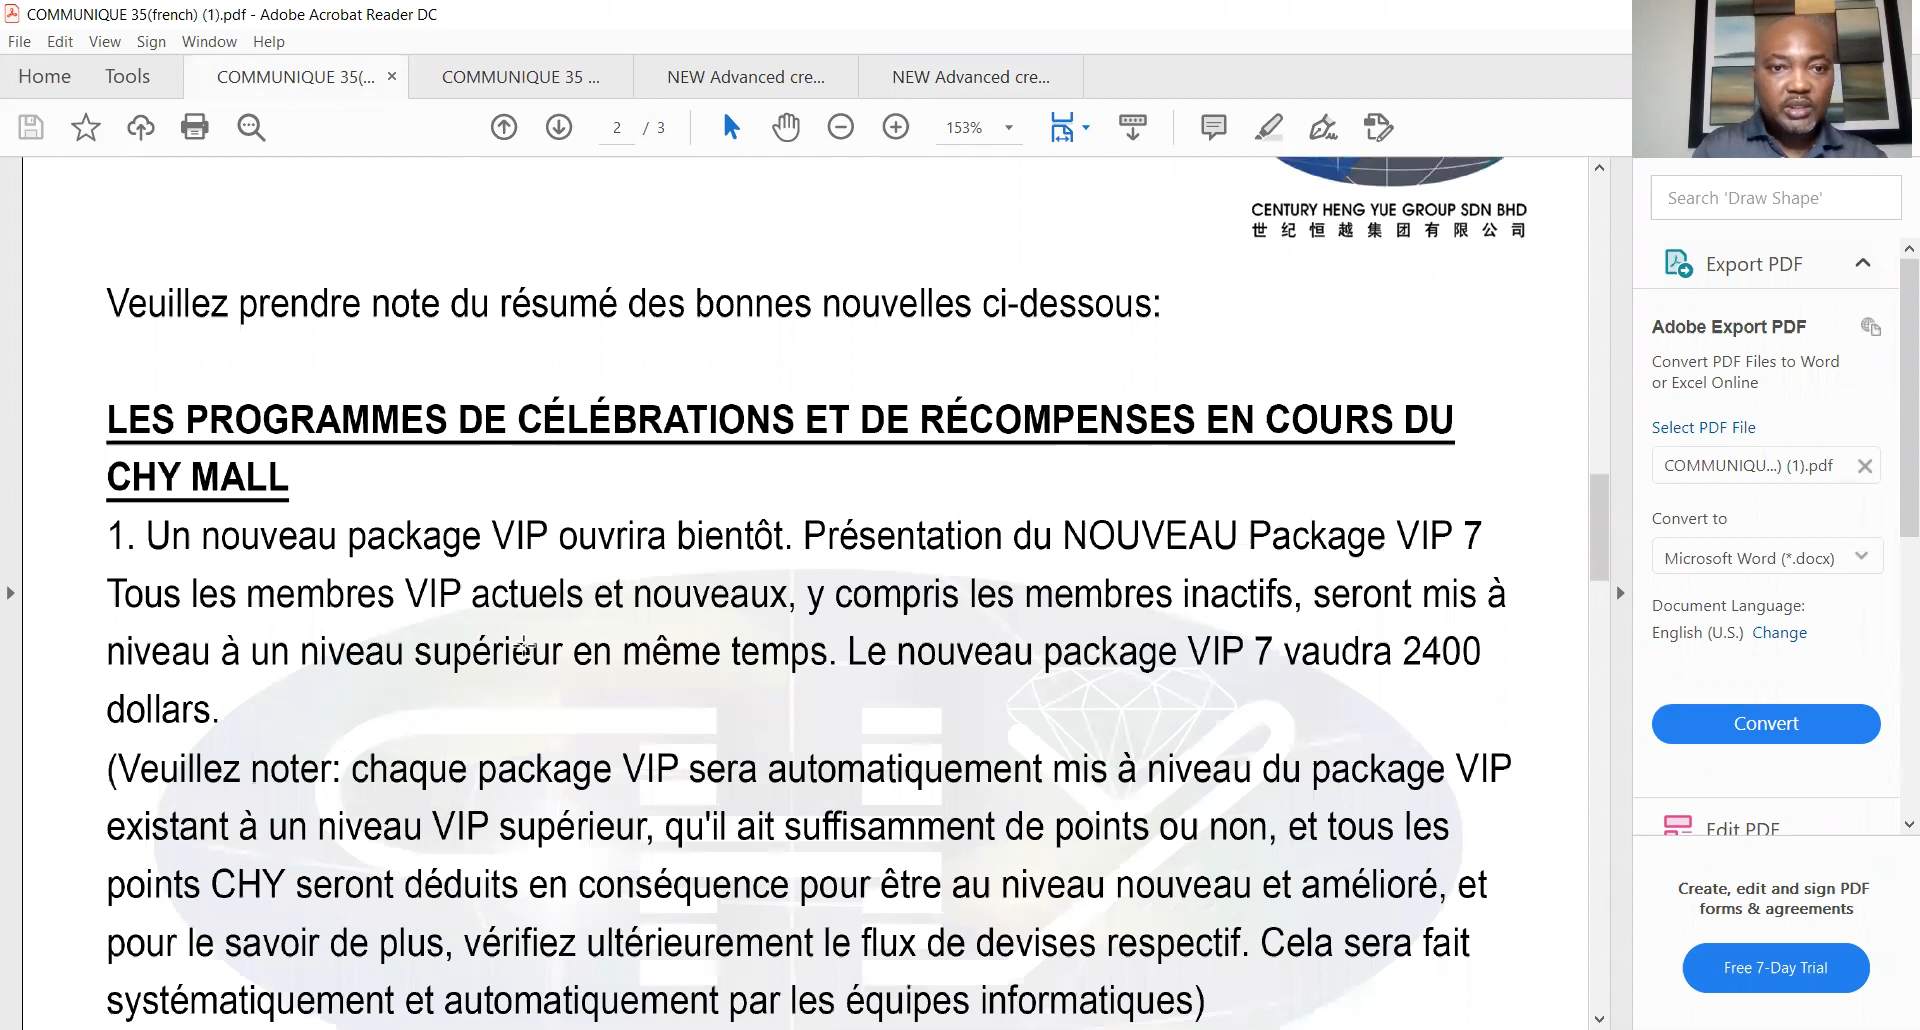 COMMUNIQUE 35(french) (1).pdf - Adobe Acrobat Reader DC
File Edit View Sign Window Help
Home Tools COMMUNIQUE 35(... × COMMUNIQUE 35 ... NEW Advanced cre... NEW Advanced cre...
2 / 3 153%
CENTURY HENG YUE GROUP SDN BHD
世纪恒越集团有限公司
Veuillez prendre note du résumé des bonnes nouvelles ci-dessous:
LES PROGRAMMES DE CÉLÉBRATIONS ET DE RÉCOMPENSES EN COURS DU
CHY MALL
1. Un nouveau package VIP ouvrira bientôt. Présentation du NOUVEAU Package VIP 7
Tous les membres VIP actuels et nouveaux, y compris les membres inactifs, seront mis à
niveau à un niveau supérieur en même temps. Le nouveau package VIP 7 vaudra 2400
dollars.
(Veuillez noter: chaque package VIP sera automatiquement mis à niveau du package VIP
existant à un niveau VIP supérieur, qu'il ait suffisamment de points ou non, et tous les
points CHY seront déduits en conséquence pour être au niveau nouveau et amélioré, et
pour le savoir de plus, vérifiez ultérieurement le flux de devises respectif. Cela sera fait
systématiquement et automatiquement par les équipes informatiques)
Search 'Draw Shape'
Export PDF
Adobe Export PDF
Convert PDF Files to Word
or Excel Online
Select PDF File
COMMUNIQU...) (1).pdf
Convert to
Microsoft Word (*.docx)
Document Language:
English (U.S.) Change
Convert
Edit PDF
Create, edit and sign PDF
forms & agreements
Free 7-Day Trial